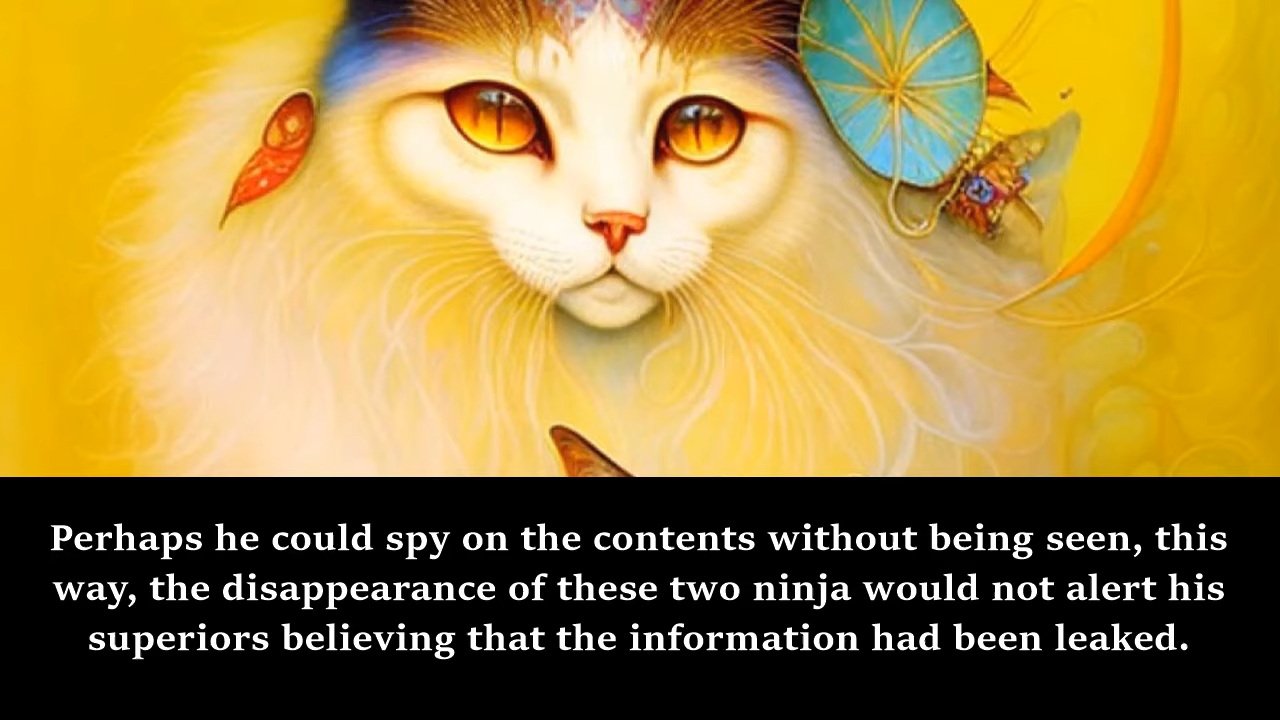 Perhaps he could spy on the contents without being seen, this
way, the disappearance of these two ninja would not alert his
superiors believing that the information had been leaked.